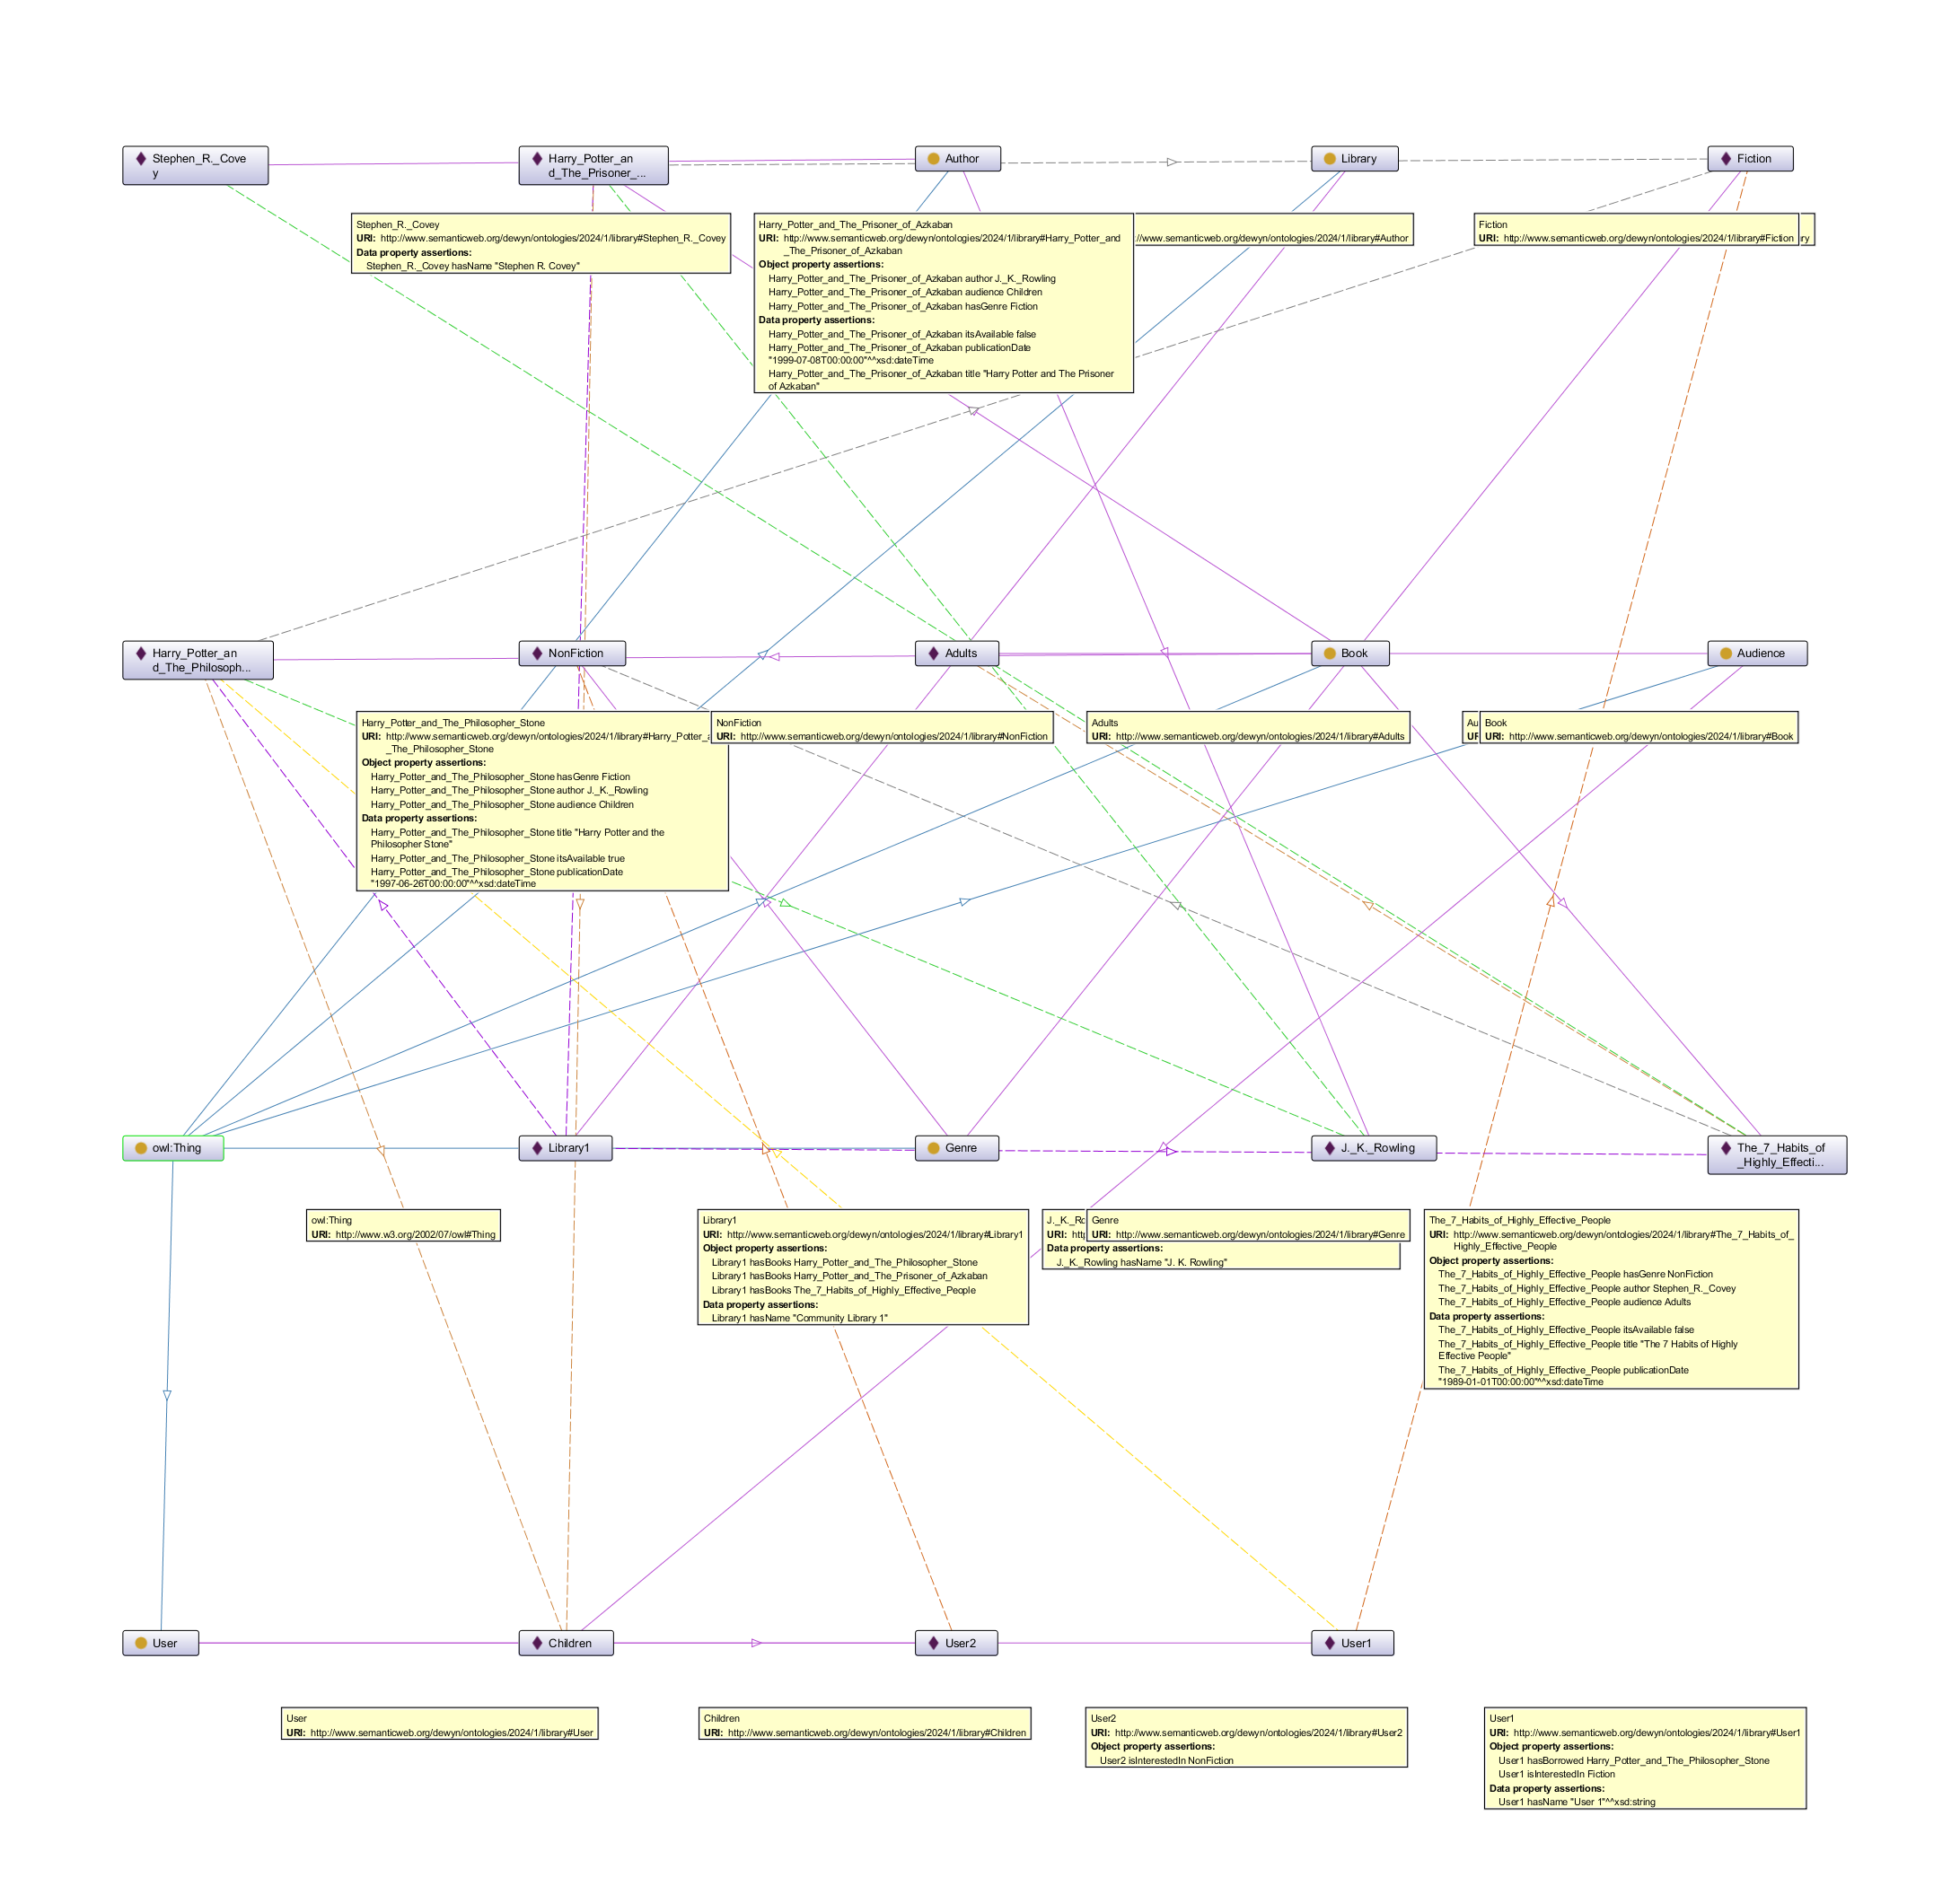 Stephen_R._Cove
y
Harry_Potter_an
d_The_Prisoner_...
Author
Library
Fiction
Stephen_R._Covey
URI: http://www.semanticweb.org/dewyn/ontologies/2024/1/library#Stephen_R._Covey
Data property assertions:
Stephen_R._Covey hasName "Stephen R. Covey"
Harry_Potter_and_The_Prisoner_of_Azkaban
URI: http://www.semanticweb.org/dewyn/ontologies/2024/1/library#Harry_Potter_and
_The_Prisoner_of_Azkaban
Object property assertions:
Harry_Potter_and_The_Prisoner_of_Azkaban author J._K._Rowling
Harry_Potter_and_The_Prisoner_of_Azkaban audience Children
Harry_Potter_and_The_Prisoner_of_Azkaban hasGenre Fiction
Data property assertions:
Harry_Potter_and_The_Prisoner_of_Azkaban itsAvailable false
Harry_Potter_and_The_Prisoner_of_Azkaban publicationDate
"1999-07-08T00:00:00"^^xsd:dateTime
Harry_Potter_and_The_Prisoner_of_Azkaban title "Harry Potter and The Prisoner
of Azkaban"
://www.semanticweb.org/dewyn/ontologies/2024/1/library#Author
Fiction
URI: http://www.semanticweb.org/dewyn/ontologies/2024/1/library#Fiction
ry
Harry_Potter_an
d_The_Philosoph...
NonFiction
Adults
Book
Audience
Harry_Potter_and_The_Philosopher_Stone
URI: http://www.semanticweb.org/dewyn/ontologies/2024/1/library#Harry_Potter_a
_The_Philosopher_Stone
Object property assertions:
Harry_Potter_and_The_Philosopher_Stone hasGenre Fiction
Harry_Potter_and_The_Philosopher_Stone author J._K._Rowling
Harry_Potter_and_The_Philosopher_Stone audience Children
Data property assertions:
Harry_Potter_and_The_Philosopher_Stone title "Harry Potter and the
Philosopher Stone"
Harry_Potter_and_The_Philosopher_Stone itsAvailable true
Harry_Potter_and_The_Philosopher_Stone publicationDate
"1997-06-26T00:00:00"^^xsd:dateTime
NonFiction
URI: http://www.semanticweb.org/dewyn/ontologies/2024/1/library#NonFiction
Adults
URI: http://www.semanticweb.org/dewyn/ontologies/2024/1/library#Adults
Au
Book
URI: http://www.semanticweb.org/dewyn/ontologies/2024/1/library#Book
owl:Thing
Library1
Genre
J._K._Rowling
The_7_Habits_of
_Highly_Effecti...
owl:Thing
URI: http://www.w3.org/2002/07/owl#Thing
Library1
URI: http://www.semanticweb.org/dewyn/ontologies/2024/1/library#Library1
Object property assertions:
Library1 hasBooks Harry_Potter_and_The_Philosopher_Stone
Library1 hasBooks Harry_Potter_and_The_Prisoner_of_Azkaban
Library1 hasBooks The_7_Habits_of_Highly_Effective_People
Data property assertions:
Library1 hasName "Community Library 1"
J._K._Ro
URI: htt
Data property assertions:
J._K._Rowling hasName "J. K. Rowling"
Genre
URI: http://www.semanticweb.org/dewyn/ontologies/2024/1/library#Genre
The_7_Habits_of_Highly_Effective_People
URI: http://www.semanticweb.org/dewyn/ontologies/2024/1/library#The_7_Habits_of_
Highly_Effective_People
Object property assertions:
The_7_Habits_of_Highly_Effective_People hasGenre NonFiction
The_7_Habits_of_Highly_Effective_People author Stephen_R._Covey
The_7_Habits_of_Highly_Effective_People audience Adults
Data property assertions:
The_7_Habits_of_Highly_Effective_People itsAvailable false
The_7_Habits_of_Highly_Effective_People title "The 7 Habits of Highly
Effective People"
The_7_Habits_of_Highly_Effective_People publicationDate
"1989-01-01T00:00:00"^^xsd:dateTime
User
Children
User2
User1
User
URI: http://www.semanticweb.org/dewyn/ontologies/2024/1/library#User
Children
URI: http://www.semanticweb.org/dewyn/ontologies/2024/1/library#Children
User2
URI: http://www.semanticweb.org/dewyn/ontologies/2024/1/library#User2
Object property assertions:
User2 isInterestedIn NonFiction
User1
URI: http://www.semanticweb.org/dewyn/ontologies/2024/1/library#User1
Object property assertions:
User1 hasBorrowed Harry_Potter_and_The_Philosopher_Stone
User1 isInterestedIn Fiction
Data property assertions:
User1 hasName "User 1"^^xsd:string